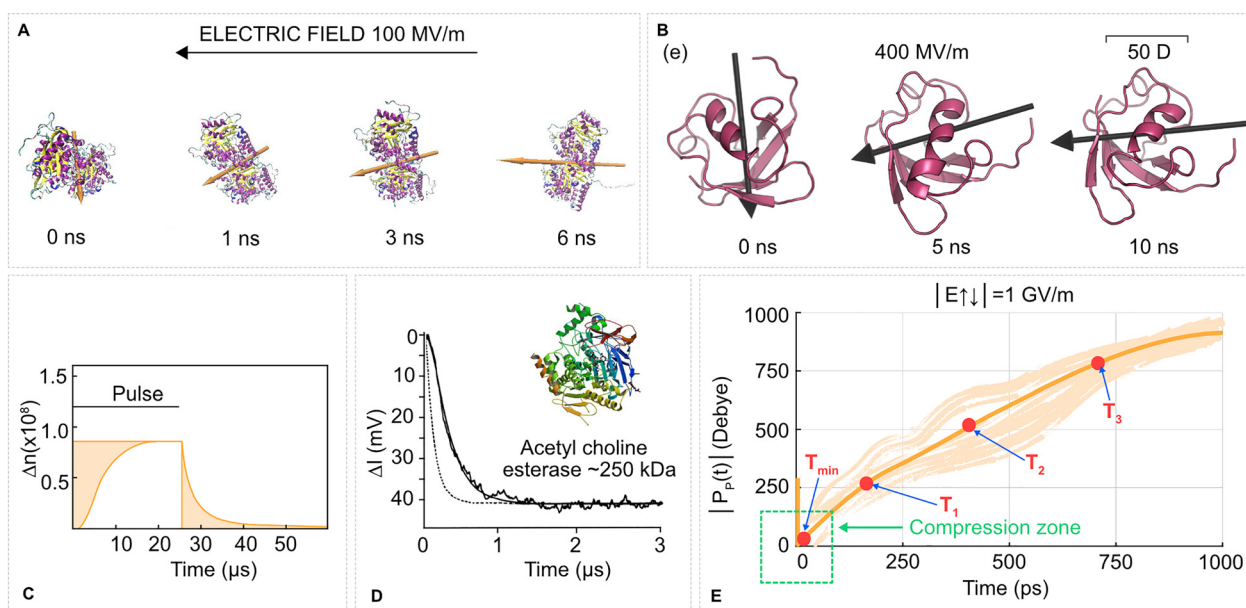 A
ELECTRIC FIELD 100 MV/m
0 ns
1 ns
3 ns
6 ns
B
(e)
400 MV/m
50 D
0 ns
5 ns
10 ns
1.5
1.0
0.5
Δn(x10⁸)
Pulse
10 20 30 40 50
Time (µs)
C
0
10
20
30
40
ΔI (mV)
Acetyl choline
esterase ~250 kDa
0 1 2 3
Time (µs)
D
|E↑↓| =1 GV/m
1000
750
500
250
0
|P_P(t)| (Debye)
T_min
T_1
T_2
T_3
Compression zone
0 250 500 750 1000
Time (ps)
E